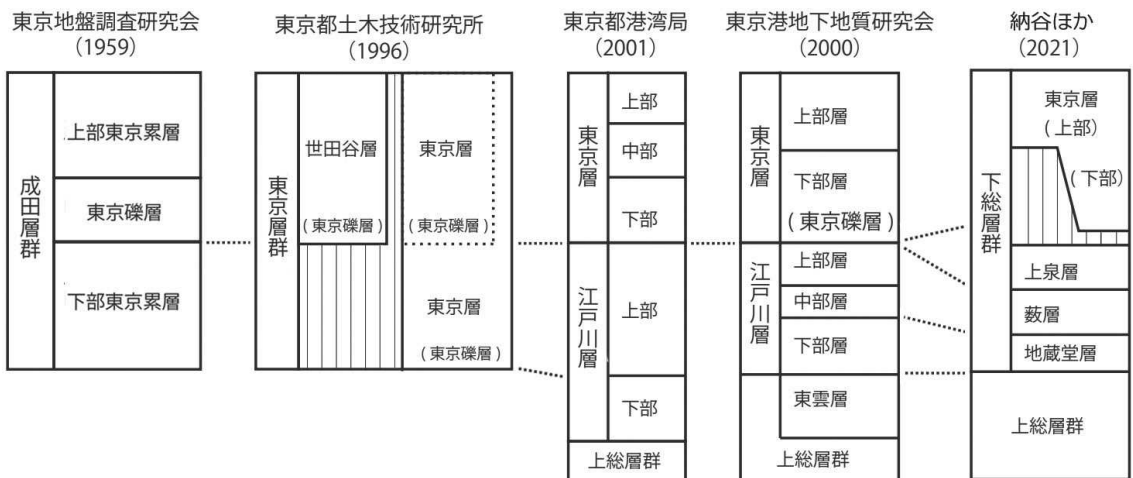 東京地盤調査研究会
(1959)
成田層群
上部東京累層
東京礫層
下部東京累層
東京都土木技術研究所
(1996)
東京層群
世田谷層
(東京礫層)
東京層
(東京礫層)
東京層
(東京礫層)
東京都港湾局
(2001)
東京層
上部
中部
下部
江戸川層
上部
下部
上総層群
東京港地下地質研究会
(2000)
東京層
上部層
下部層
(東京礫層)
江戸川層
上部層
中部層
下部層
東雲層
上総層群
納谷ほか
(2021)
下総層群
東京層
(上部)
(下部)
上泉層
薮層
地蔵堂層
上総層群